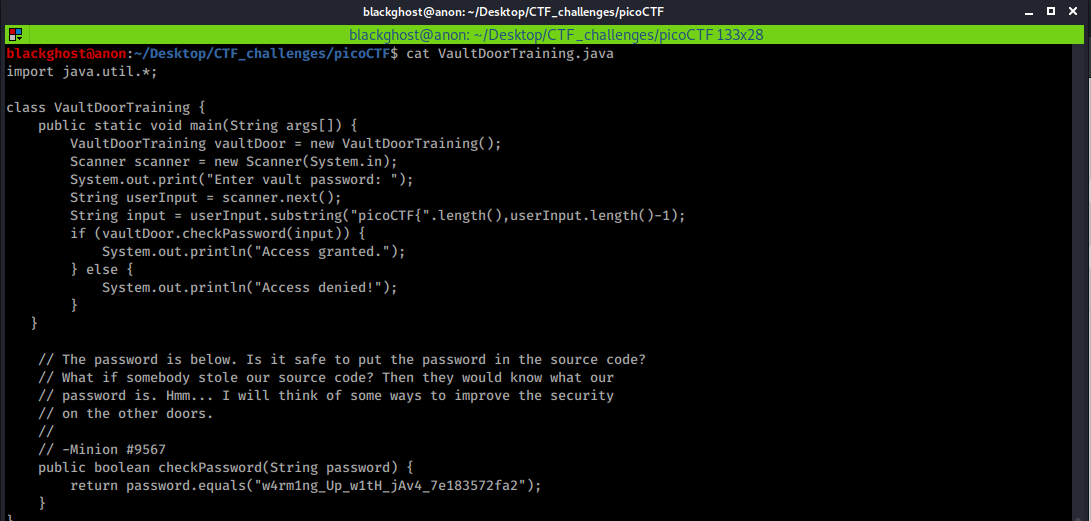 blackghost@anon: ~/Desktop/CTF_challenges/picoCTF
blackghost@anon: ~/Desktop/CTF_challenges/picoCTF 133x28
blackghost@anon:~/Desktop/CTF_challenges/picoCTF$ cat VaultDoorTraining.java
import java.util.*;

class VaultDoorTraining {
    public static void main(String args[]) {
        VaultDoorTraining vaultDoor = new VaultDoorTraining();
        Scanner scanner = new Scanner(System.in);
        System.out.print("Enter vault password: ");
        String userInput = scanner.next();
        String input = userInput.substring("picoCTF{".length(),userInput.length()-1);
        if (vaultDoor.checkPassword(input)) {
            System.out.println("Access granted.");
        } else {
            System.out.println("Access denied!");
        }
   }

    // The password is below. Is it safe to put the password in the source code?
    // What if somebody stole our source code? Then they would know what our
    // password is. Hmm... I will think of some ways to improve the security
    // on the other doors.
    //
    // -Minion #9567
    public boolean checkPassword(String password) {
        return password.equals("w4rm1ng_Up_w1tH_jAv4_7e183572fa2");
    }
}